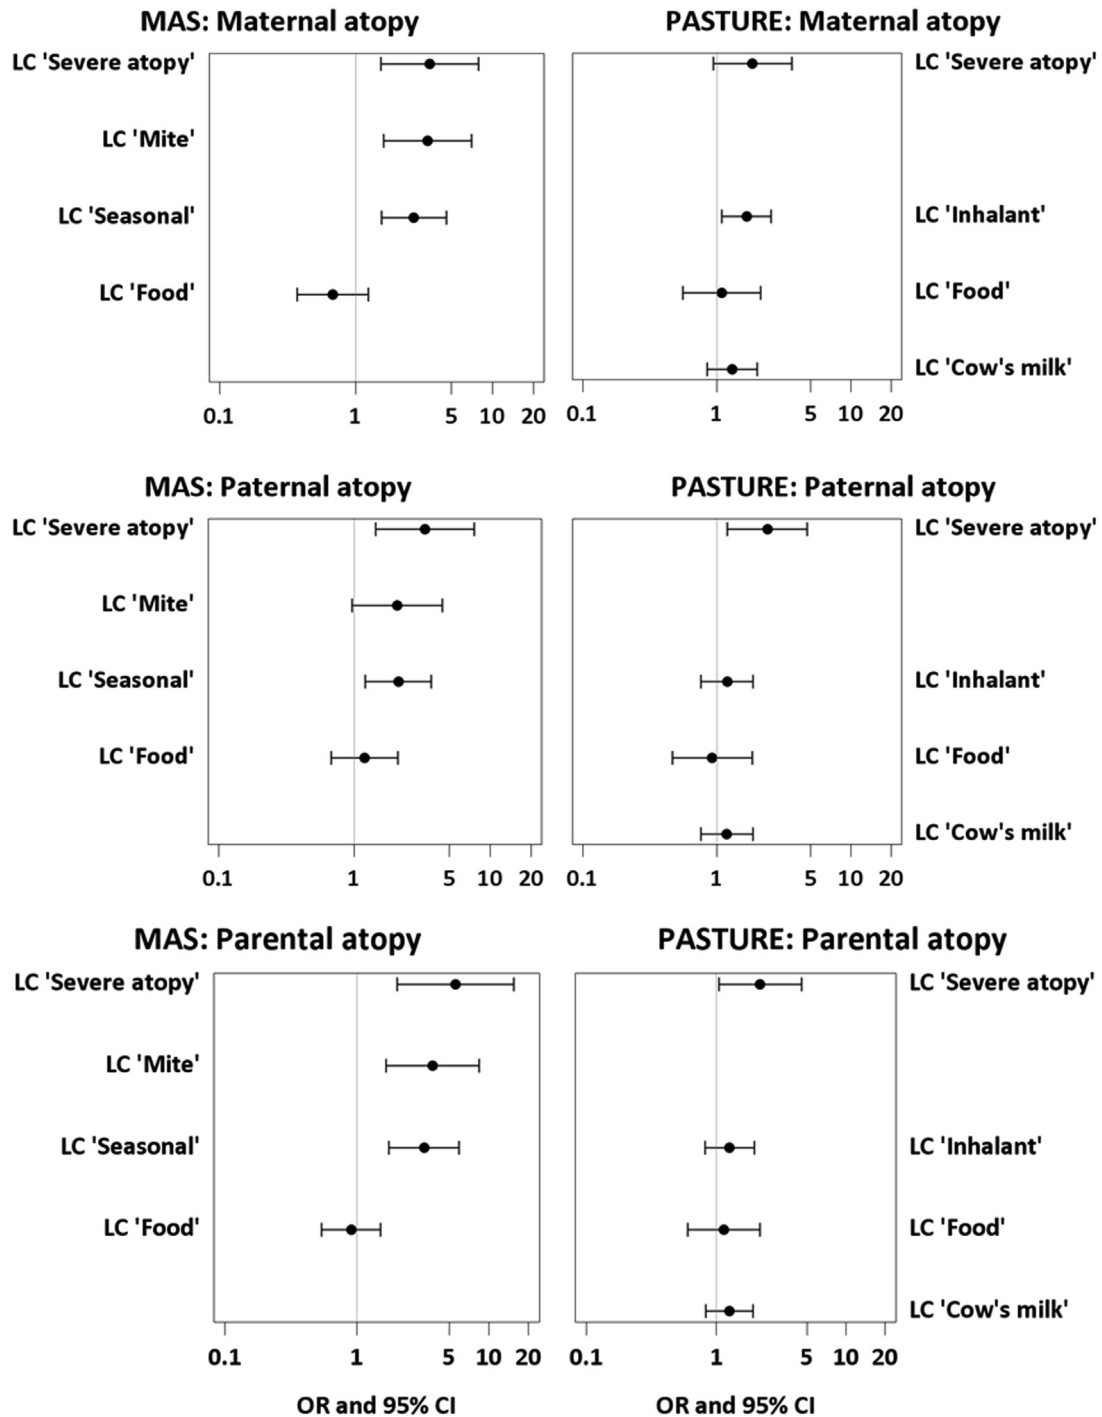 MAS: Maternal atopy
LC 'Severe atopy'
LC 'Mite'
LC 'Seasonal'
LC 'Food'
0.1 1 5 10 20
PASTURE: Maternal atopy
LC 'Severe atopy'
LC 'Inhalant'
LC 'Food'
LC 'Cow's milk'
0.1 1 5 10 20
MAS: Paternal atopy
LC 'Severe atopy'
LC 'Mite'
LC 'Seasonal'
LC 'Food'
0.1 1 5 10 20
PASTURE: Paternal atopy
LC 'Severe atopy'
LC 'Inhalant'
LC 'Food'
LC 'Cow's milk'
0.1 1 5 10 20
MAS: Parental atopy
LC 'Severe atopy'
LC 'Mite'
LC 'Seasonal'
LC 'Food'
0.1 1 5 10 20
OR and 95% CI
PASTURE: Parental atopy
LC 'Severe atopy'
LC 'Inhalant'
LC 'Food'
LC 'Cow's milk'
0.1 1 5 10 20
OR and 95% CI